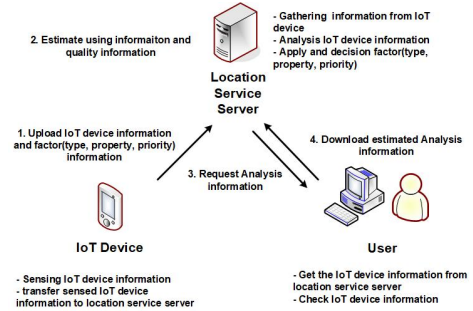 2. Estimate using informaiton and
quality information
- Gathering information from IoT
device
- Analysis IoT device information
- Apply and decision factor(type,
property, priority)
Location
Service
Server
1. Upload IoT device information
and factor(type, property, priority)
information
3. Request Analysis
information
4. Download estimated Analysis
information
IoT Device
User
- Sensing IoT device information
- transfer sensed IoT device
information to location service server
- Get the IoT device information from
location service server
- Check IoT device information